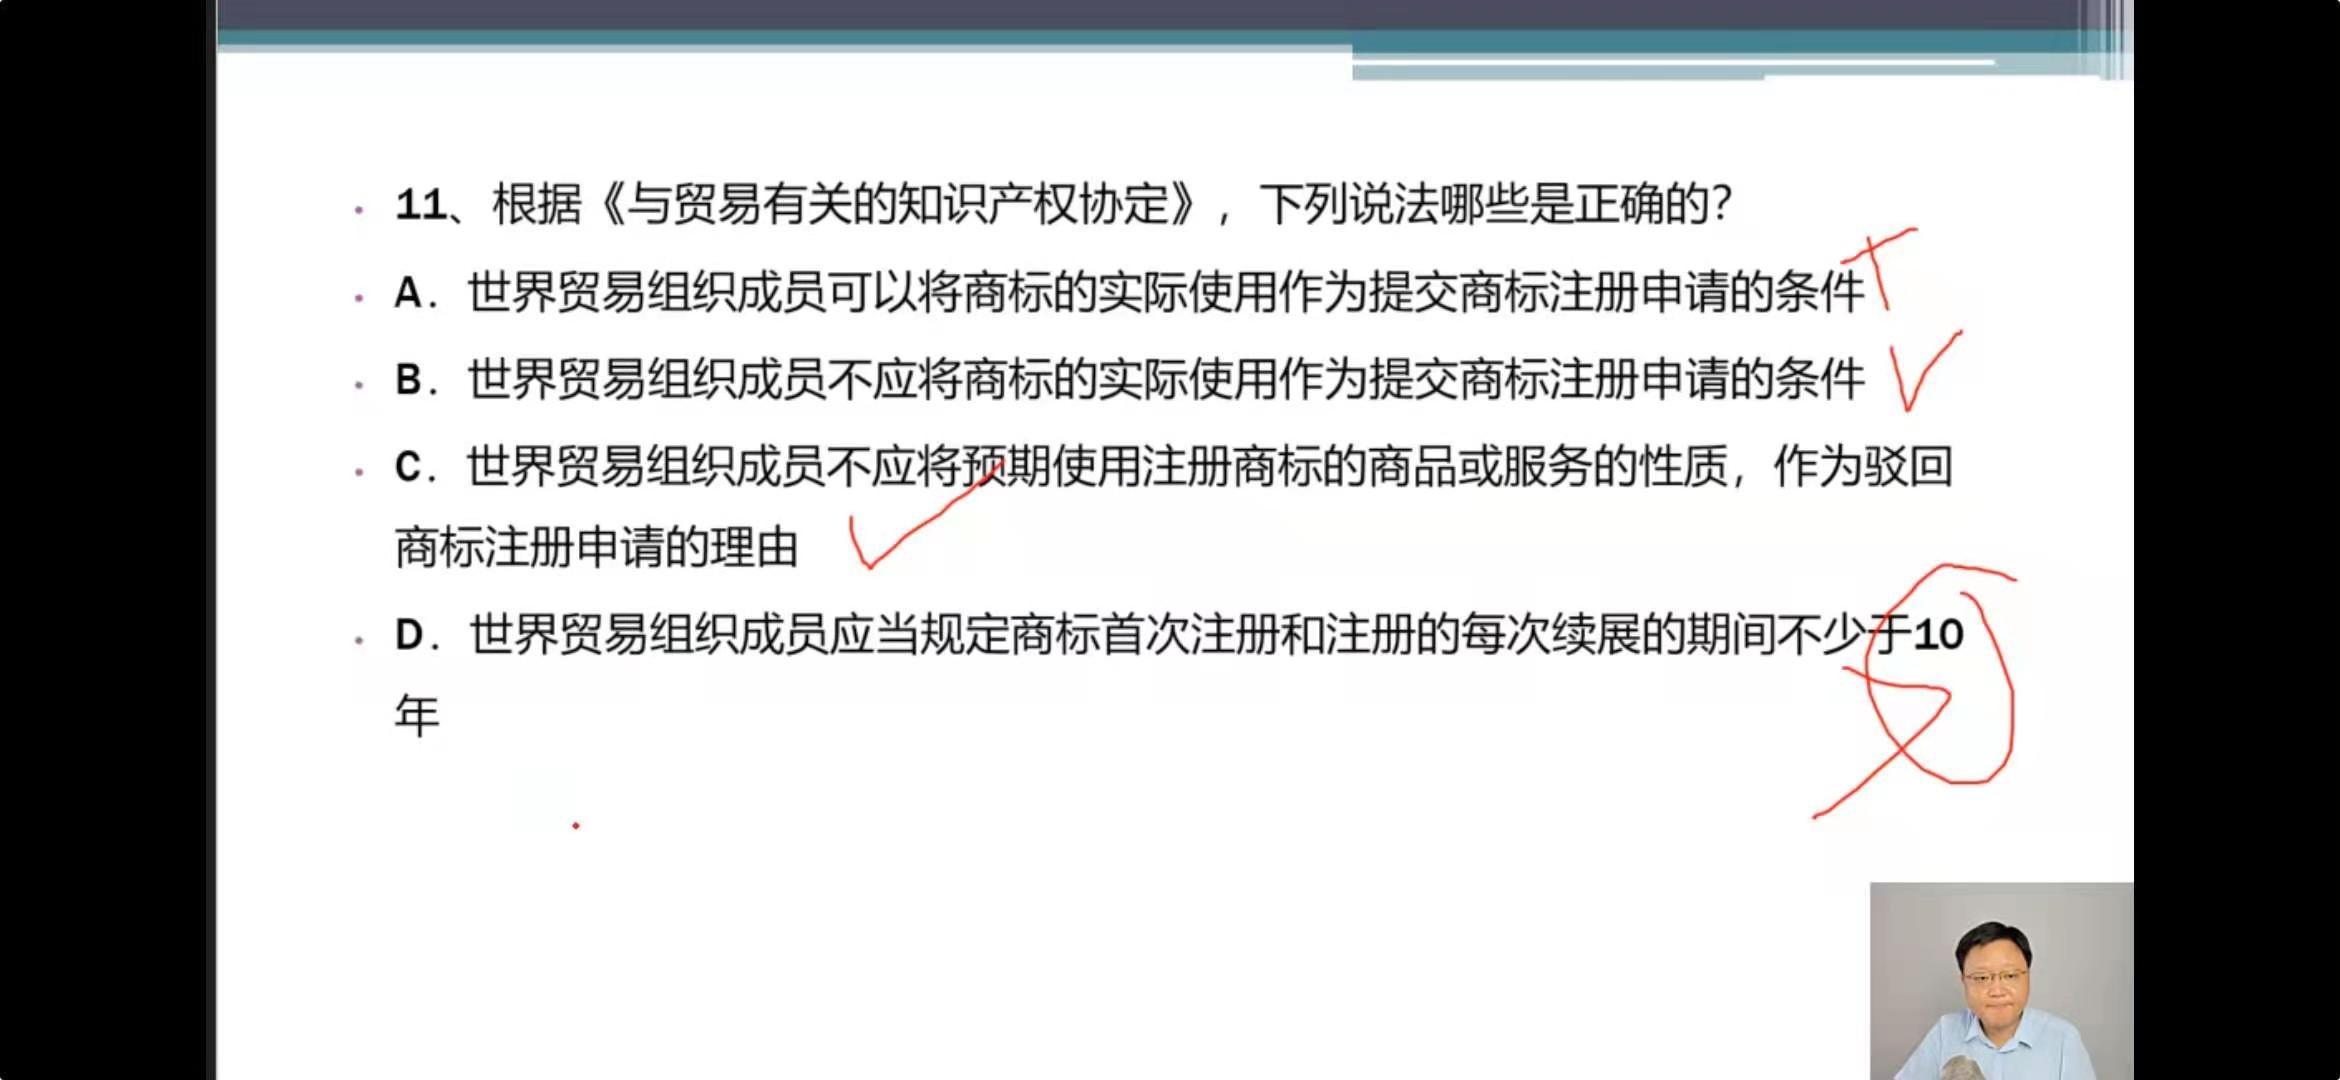 11、根据《与贸易有关的知识产权协定》，下列说法哪些是正确的？
A．世界贸易组织成员可以将商标的实际使用作为提交商标注册申请的条件
B．世界贸易组织成员不应将商标的实际使用作为提交商标注册申请的条件
C．世界贸易组织成员不应将预期使用注册商标的商品或服务的性质，作为驳回
商标注册申请的理由
D．世界贸易组织成员应当规定商标首次注册和注册的每次续展的期间不少于10
年